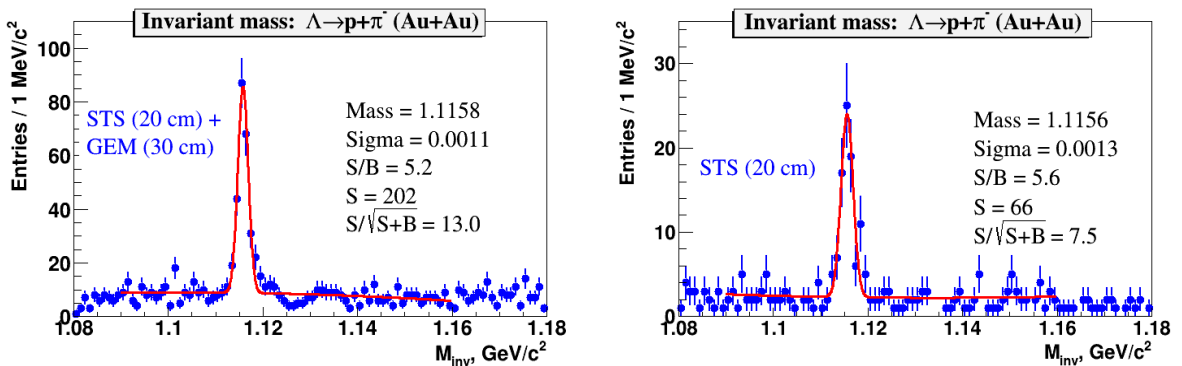 Invariant mass: Λ→p+π⁻ (Au+Au)
Entries / 1 MeV/c²
100
80
60
40
20
0
STS (20 cm) +
GEM (30 cm)
Mass = 1.1158
Sigma = 0.0011
S/B = 5.2
S = 202
S/√S+B = 13.0
1.08 1.1 1.12 1.14 1.16 1.18
M_inv, GeV/c²
Invariant mass: Λ→p+π⁻ (Au+Au)
Entries / 1 MeV/c²
30
20
10
0
STS (20 cm)
Mass = 1.1156
Sigma = 0.0013
S/B = 5.6
S = 66
S/√S+B = 7.5
1.08 1.1 1.12 1.14 1.16 1.18
M_inv, GeV/c²